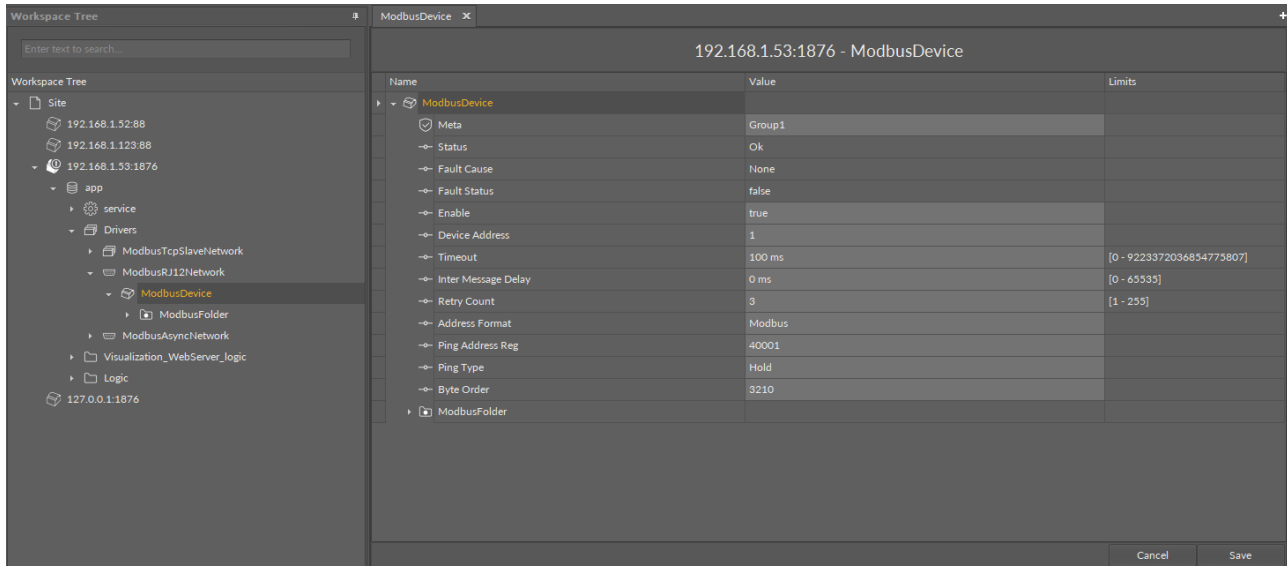 Workspace Tree
Enter text to search...
Workspace Tree
Site
192.168.1.52:88
192.168.1.123:88
192.168.1.53:1876
app
service
Drivers
ModbusTcpSlaveNetwork
ModbusRJ12Network
ModbusDevice
ModbusFolder
ModbusAsyncNetwork
Visualization_WebServer_logic
Logic
127.0.0.1:1876
ModbusDevice
192.168.1.53:1876 - ModbusDevice
Name Value Limits
ModbusDevice
Meta Group1
Status Ok
Fault Cause None
Fault Status false
Enable true
Device Address 1
Timeout 100 ms [0 - 9223372036854775807]
Inter Message Delay 0 ms [0 - 65535]
Retry Count 3 [1 - 255]
Address Format Modbus
Ping Address Reg 40001
Ping Type Hold
Byte Order 3210
ModbusFolder
Cancel Save